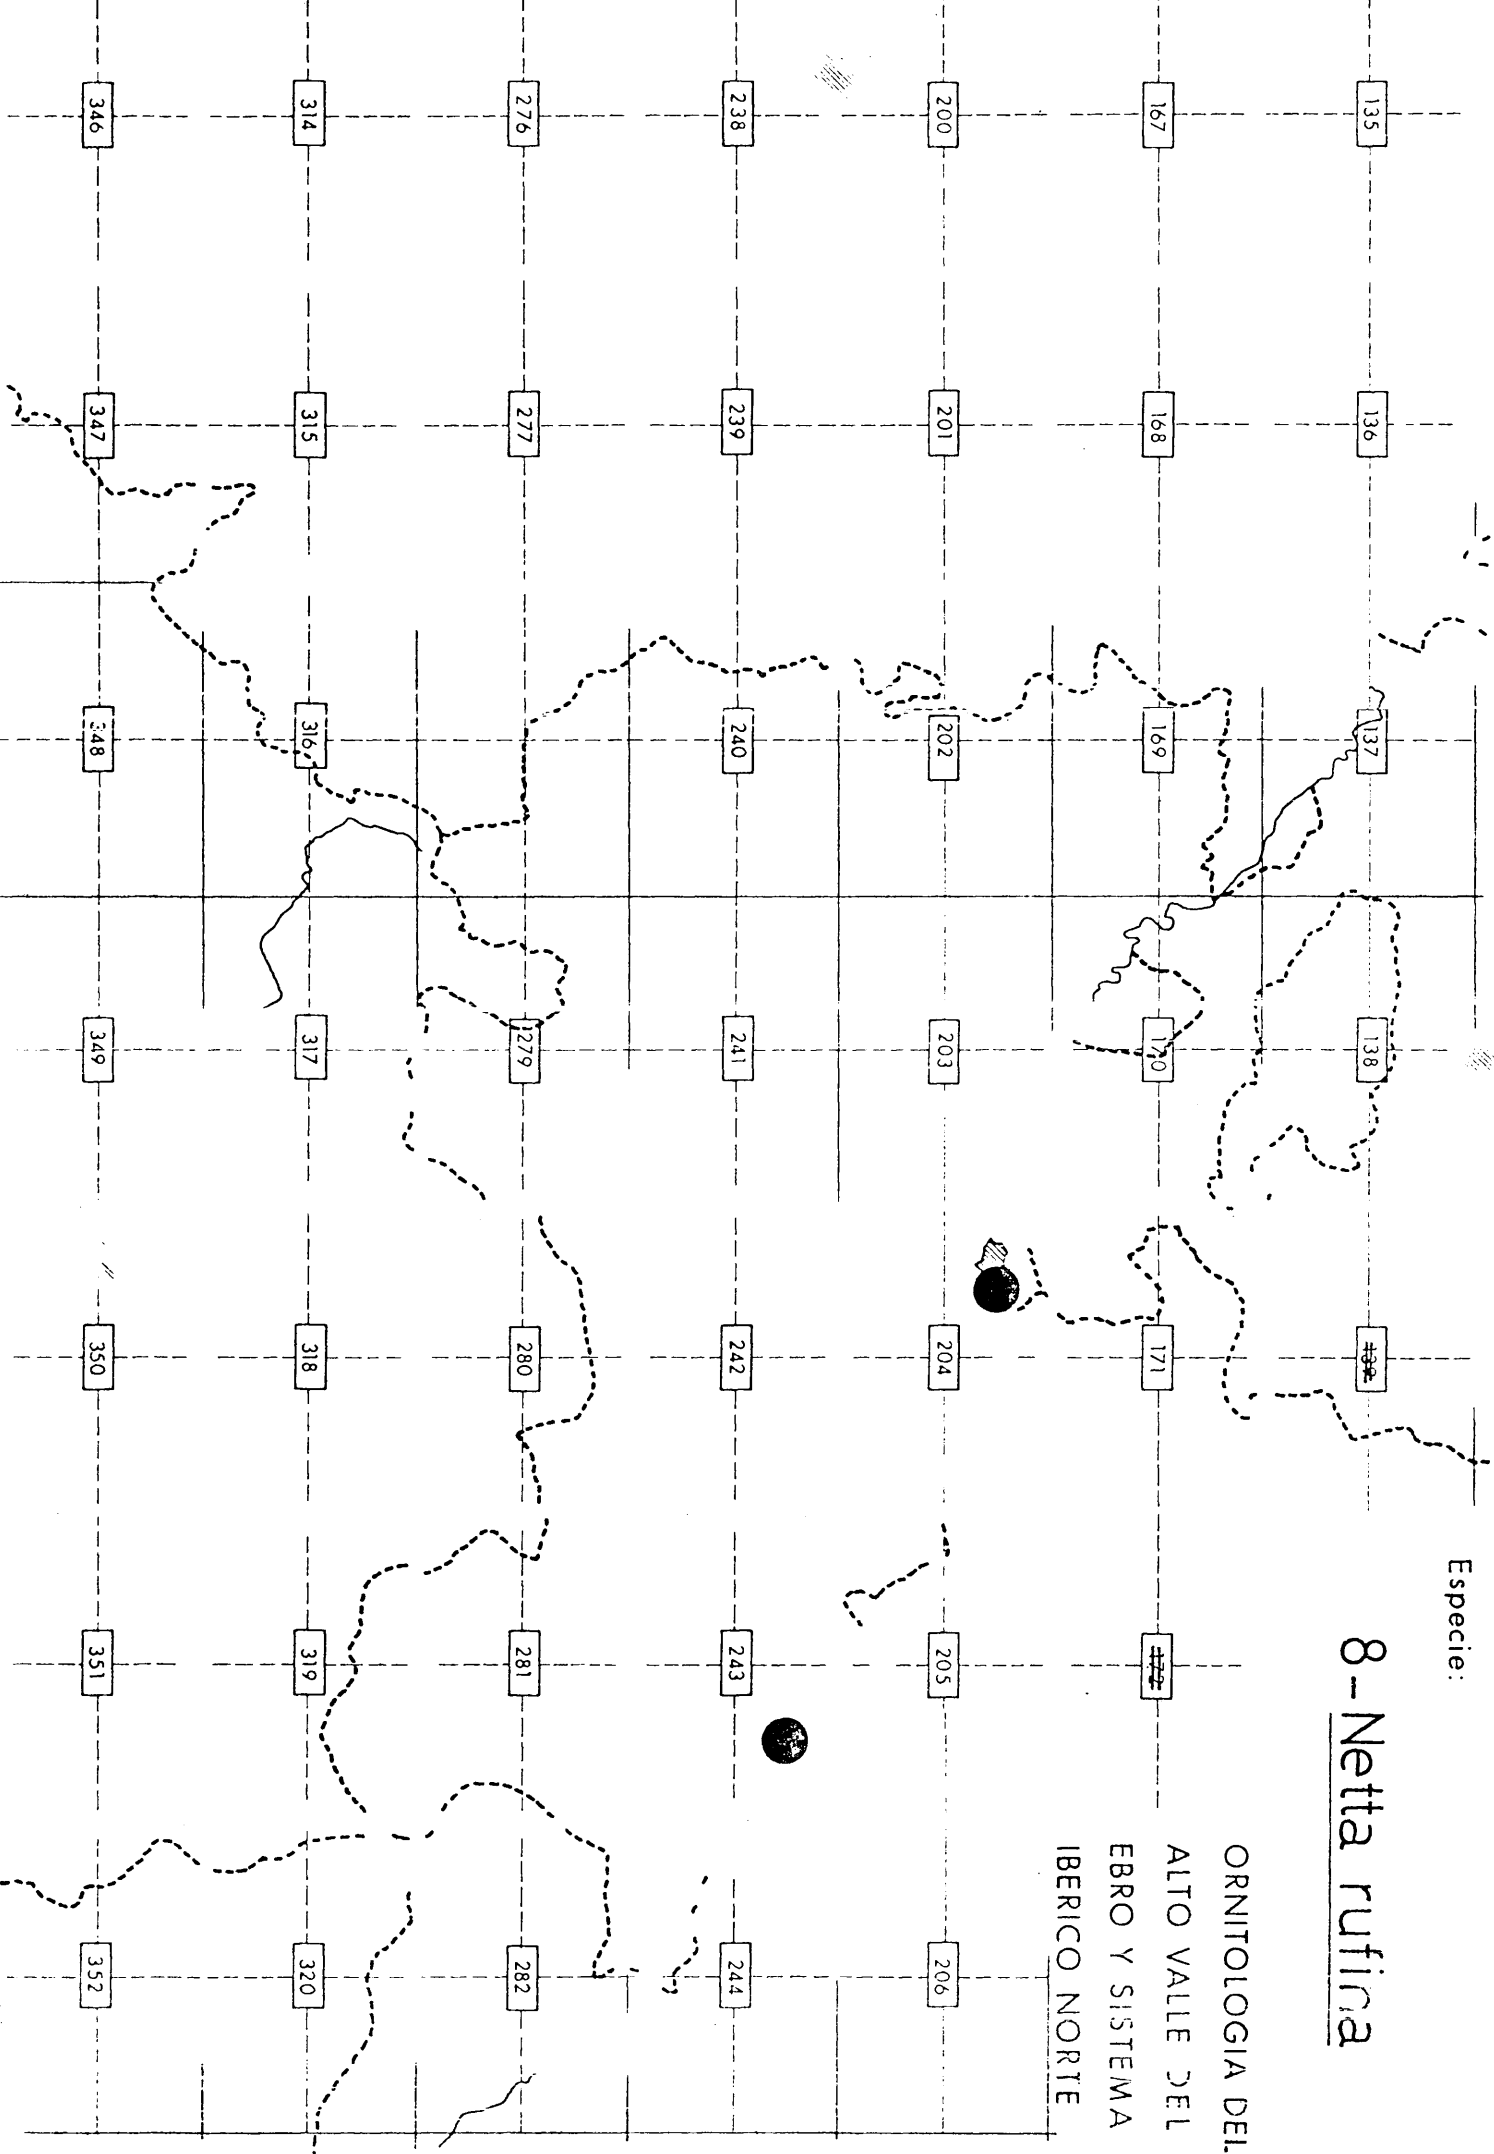 Especie:
8-Netta rufina
ORNITOLOGIA DEL
ALTO VALLE DEL
EBRO Y SISTEMA
IBERICO NORTE
135 136 137 138 139
167 168 169 170 171 172
200 201 202 203 204 205 206
238 239 240 241 242 243 244
276 277 279 280 281 282
314 315 316 317 318 319 320
346 347 348 349 350 351 352